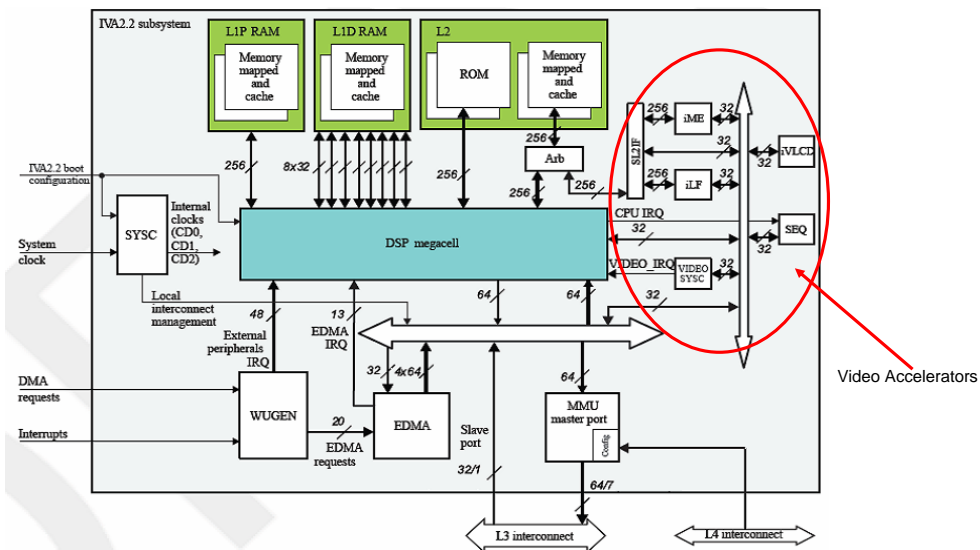 IVA2.2 subsystem
L1P RAM
Memory
mapped
and
cache
L1D RAM
Memory
mapped
and
cache
L2
ROM
Memory
mapped
and
cache
256
8x32
256
256
Arb
256
256
SL2IF
256
iME
32
32
256
iLF
32
32
iVLCD
CPU IRQ
32
SEQ
32
VIDEO_IRQ
VIDEO
SYSC
32
32
Video Accelerators
IVA2.2 boot
configuration
Internal
clocks
(CD0,
CD1,
CD2)
SYSC
System
clock
DSP megacell
Local
interconnect
management
48
External
peripherals
IRQ
13
EDMA
IRQ
64
64
32
4x64
64
DMA
requests
WUGEN
20
EDMA
requests
EDMA
Interrupts
Slave
port
32/1
MMU
master port
Config
64/7
L3 interconnect
L4 interconnect